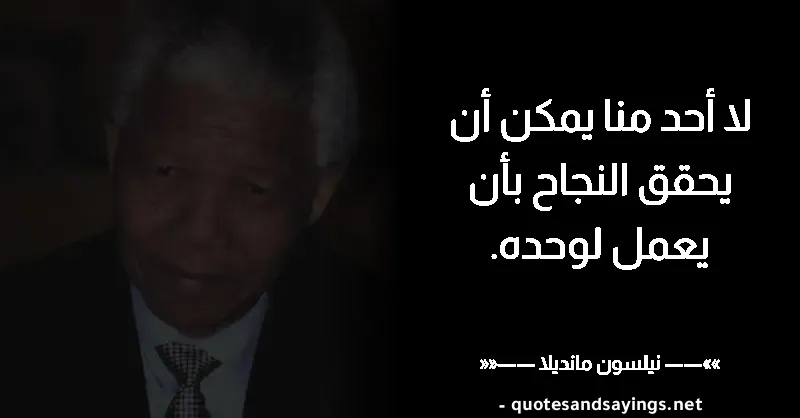 لا أحد منا يمكن أن
يحقق النجاح بأن
يعمل لوحده.
»»—— نيلسون مانديلا ——««
- quotesandsayings.net